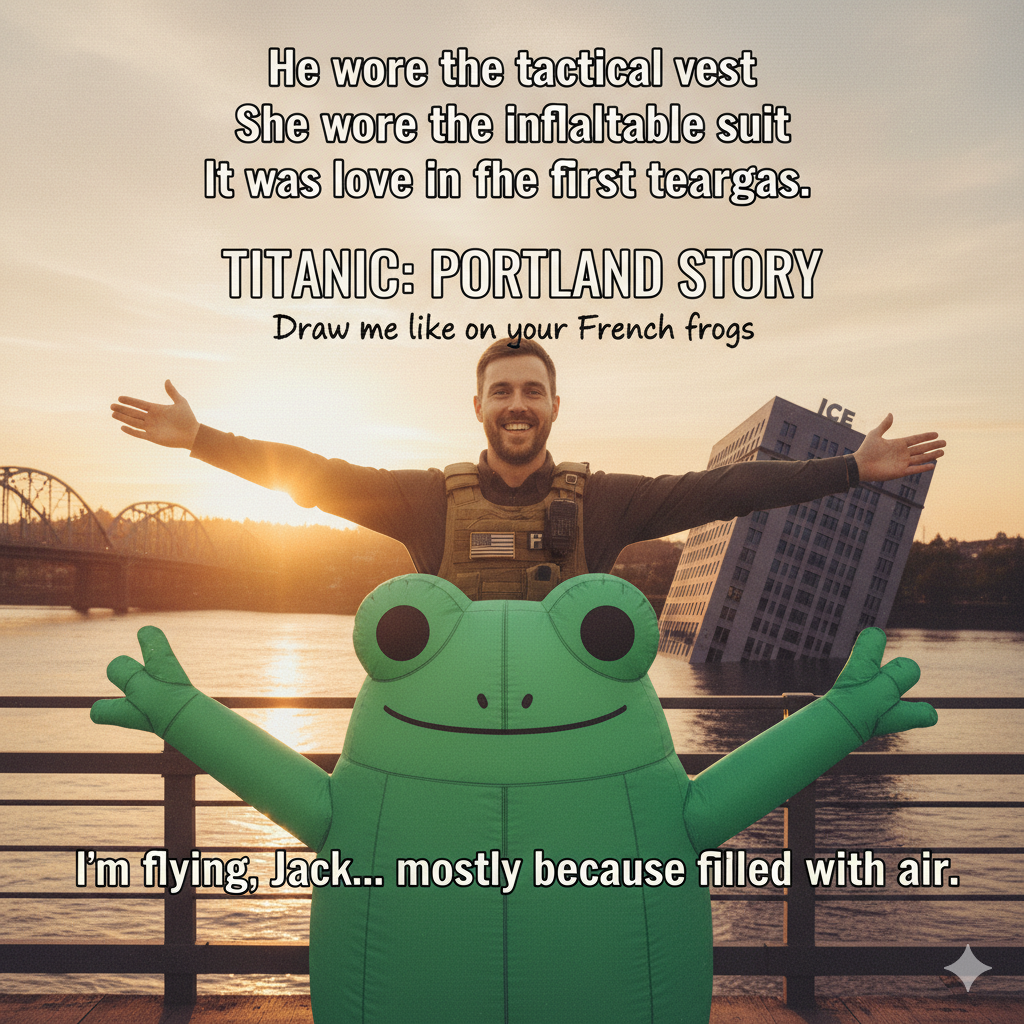 He wore the tactical vest
She wore the inflaltable suit
It was love in fhe first teargas.
TITANIC: PORTLAND STORY
Draw me like on your French frogs
ICE
I'm flying, Jack... mostly because filled with air.